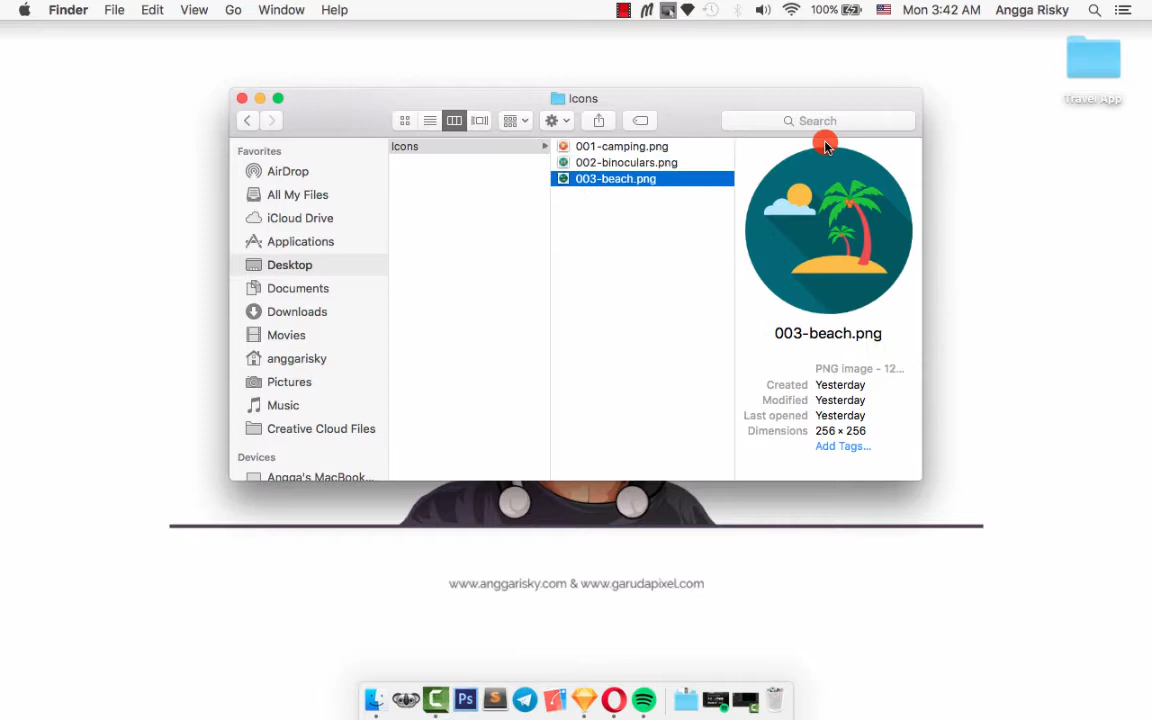 Finder File Edit View Go Window Help 100% Mon 3:42 AM Angga Risky
Travel App
Icons
Search
Favorites
AirDrop
All My Files
iCloud Drive
Applications
Desktop
Documents
Downloads
Movies
anggarisky
Pictures
Music
Creative Cloud Files
Devices
Angga's MacBook...
Icons
001-camping.png
002-binoculars.png
003-beach.png
003-beach.png
PNG image - 12...
Created Yesterday
Modified Yesterday
Last opened Yesterday
Dimensions 256 × 256
Add Tags...
www.anggarisky.com & www.garudapixel.com
Ps